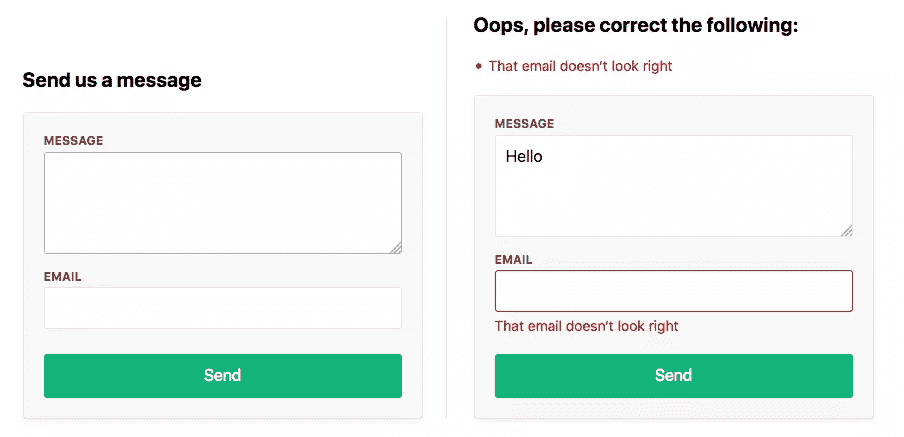 Send us a message
MESSAGE
EMAIL
Send
Oops, please correct the following:
• That email doesn’t look right
MESSAGE
Hello
EMAIL
That email doesn’t look right
Send